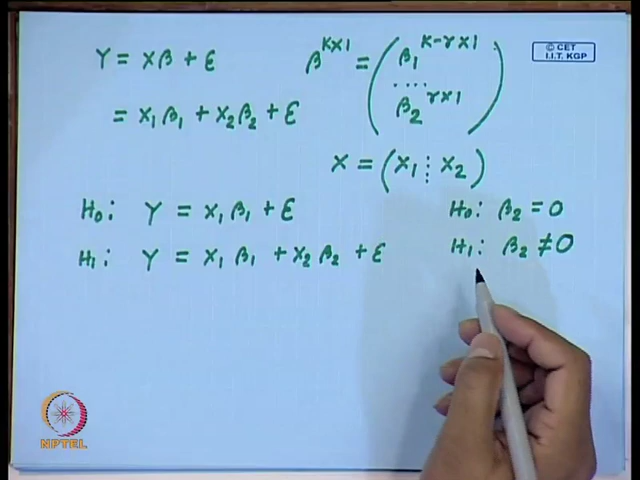 Y = Xβ + ε
β^{K×1} = (β₁^{K-r×1} .... β₂^{r×1})
© CET
I.I.T. KGP
= X₁β₁ + X₂β₂ + ε
X = (X₁ ⋮ X₂)
H₀: Y = X₁β₁ + ε
H₀: β₂ = 0
H₁: Y = X₁β₁ + X₂β₂ + ε
H₁: β₂ ≠ 0
NPTEL